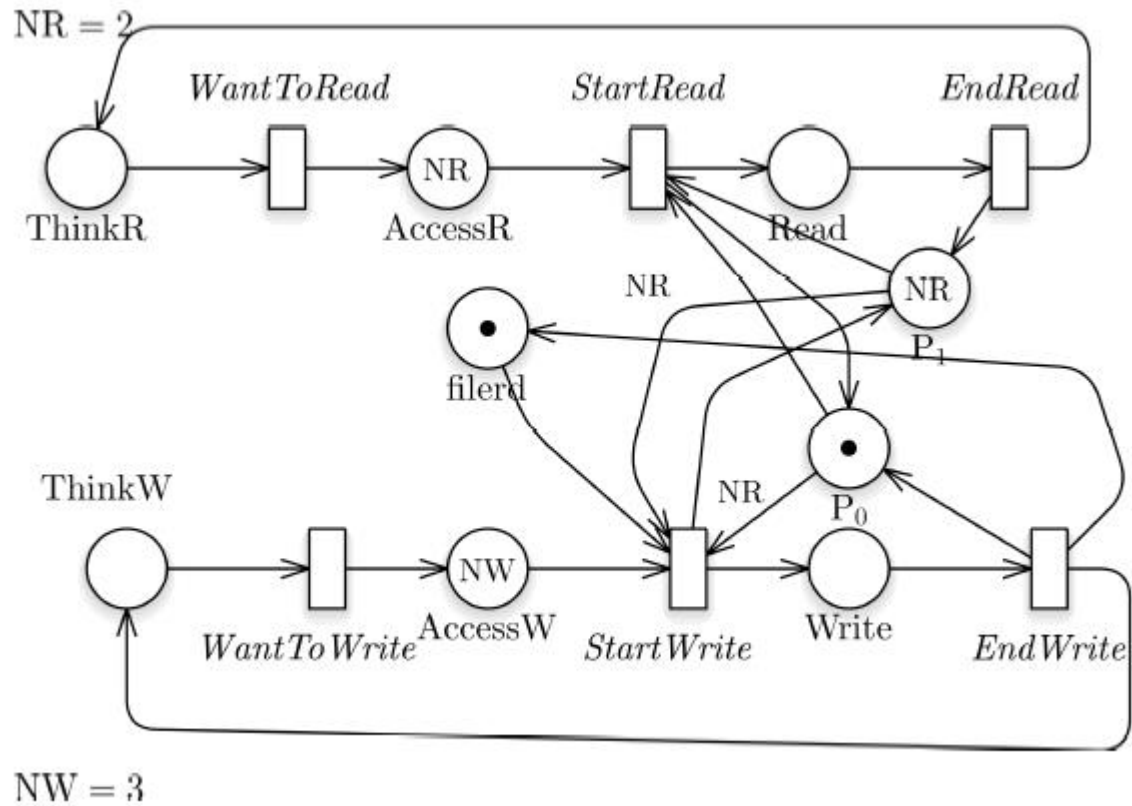 NR = 2
WantToRead
StartRead
EndRead
NR
ThinkR
AccessR
Read
NR
NR
P₁
filerd
ThinkW
NR
P₀
NW
AccessW
Write
WantToWrite
StartWrite
EndWrite
NW = 3